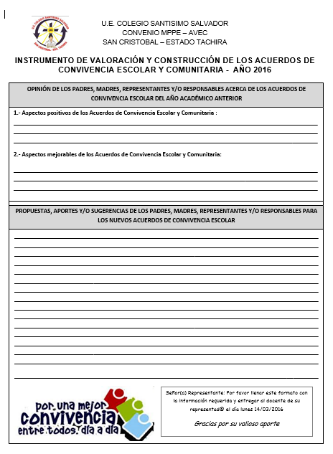 U.E. COLEGIO SANTISIMO SALVADOR
CONVENIO MPPE – AVEC
SAN CRISTOBAL – ESTADO TACHIRA
INSTRUMENTO DE VALORACIÓN Y CONSTRUCCIÓN DE LOS ACUERDOS DE
CONVIVENCIA ESCOLAR Y COMUNITARIA - AÑO 2016
OPINIÓN DE LOS PADRES, MADRES, REPRESENTANTES Y/O RESPONSABLES ACERCA DE LOS ACUERDOS DE
CONVIVENCIA ESCOLAR DEL AÑO ACADÉMICO ANTERIOR
1.- Aspectos positivos de los Acuerdos de Convivencia Escolar y Comunitaria :
2.- Aspectos mejorables de los Acuerdos de Convivencia Escolar y Comunitaria:
PROPUESTAS, APORTES Y/O SUGERENCIAS DE LOS PADRES, MADRES, REPRESENTANTES Y/O RESPONSABLES PARA
LOS NUEVOS ACUERDOS DE CONVIVENCIA ESCOLAR
por una mejor
convivencia
entre todos, día a día
Señor(a) Representante: Por favor llenar este formato con
la información requerida y entregar al docente de su
representad@ el día lunes 14/03/2016
Gracias por su valioso aporte